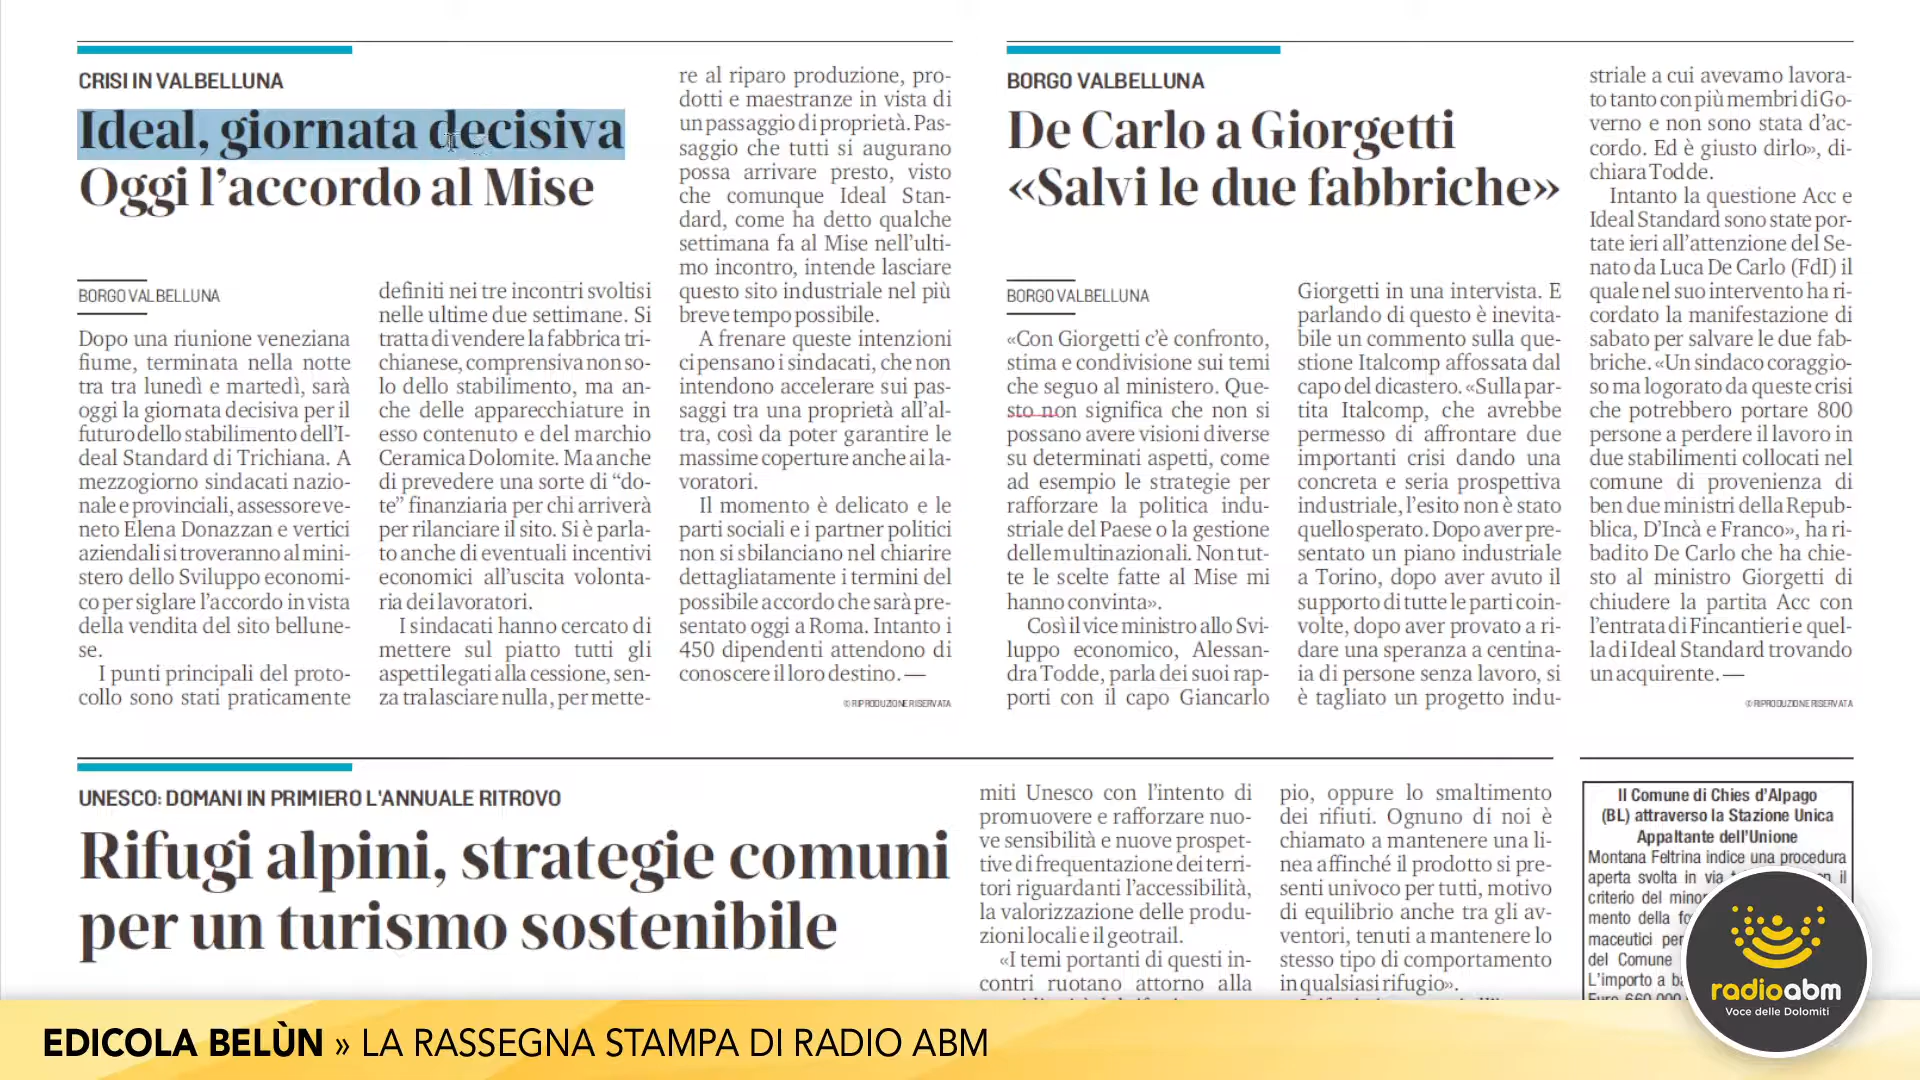 CRISI IN VALBELLUNA
Ideal, giornata decisiva
Oggi l'accordo al Mise
BORGO VALBELLUNA
Dopo una riunione veneziana
fiume, terminata nella notte
tra tra lunedì e martedì, sarà
oggi la giornata decisiva per il
futuro dello stabilimento dell'I-
deal Standard di Trichiana. A
mezzogiorno sindacati nazio-
nale e provinciali, assessore ve-
neto Elena Donazzan e vertici
aziendali si troveranno al mini-
stero dello Sviluppo economi-
co per siglare l'accordo in vista
della vendita del sito bellune-
se.
I punti principali del proto-
collo sono stati praticamente
definiti nei tre incontri svoltisi
nelle ultime due settimane. Si
tratta di vendere la fabbrica tri-
chianese, comprensiva non so-
lo dello stabilimento, ma an-
che delle apparecchiature in
esso contenuto e del marchio
Ceramica Dolomite. Ma anche
di prevedere una sorte di “do-
te” finanziaria per chi arriverà
per rilanciare il sito. Si è parla-
to anche di eventuali incentivi
economici all'uscita volonta-
ria dei lavoratori.
I sindacati hanno cercato di
mettere sul piatto tutti gli
aspetti legati alla cessione, sen-
za tralasciare nulla, per mette-
re al riparo produzione, pro-
dotti e maestranze in vista di
un passaggio di proprietà. Pas-
saggio che tutti si augurano
possa arrivare presto, visto
che comunque Ideal Stan-
dard, come ha detto qualche
settimana fa al Mise nell'ulti-
mo incontro, intende lasciare
questo sito industriale nel più
breve tempo possibile.
A frenare queste intenzioni
ci pensano i sindacati, che non
intendono accelerare sui pas-
saggi tra una proprietà all'al-
tra, così da poter garantire le
massime coperture anche ai la-
voratori.
Il momento è delicato e le
parti sociali e i partner politici
non si sbilanciano nel chiarire
dettagliatamente i termini del
possibile accordo che sarà pre-
sentato oggi a Roma. Intanto i
450 dipendenti attendono di
conoscere il loro destino. —
© RIPRODUZIONE RISERVATA
BORGO VALBELLUNA
De Carlo a Giorgetti
«Salvi le due fabbriche»
BORGO VALBELLUNA
«Con Giorgetti c'è confronto,
stima e condivisione sui temi
che seguo al ministero. Que-
sto non significa che non si
possano avere visioni diverse
su determinati aspetti, come
ad esempio le strategie per
rafforzare la politica indu-
striale del Paese o la gestione
delle multinazionali. Non tut-
te le scelte fatte al Mise mi
hanno convinta».
Così il vice ministro allo Svi-
luppo economico, Alessan-
dra Todde, parla dei suoi rap-
porti con il capo Giancarlo
Giorgetti in una intervista. E
parlando di questo è inevita-
bile un commento sulla que-
stione Italcomp affossata dal
capo del dicastero. «Sulla par-
tita Italcomp, che avrebbe
permesso di affrontare due
importanti crisi dando una
concreta e seria prospettiva
industriale, l'esito non è stato
quello sperato. Dopo aver pre-
sentato un piano industriale
a Torino, dopo aver avuto il
supporto di tutte le parti coin-
volte, dopo aver provato a ri-
dare una speranza a centina-
ia di persone senza lavoro, si
è tagliato un progetto indu-
striale a cui avevamo lavora-
to tanto con più membri di Go-
verno e non sono stata d'ac-
cordo. Ed è giusto dirlo», di-
chiara Todde.
Intanto la questione Acc e
Ideal Standard sono state por-
tate ieri all'attenzione del Se-
nato da Luca De Carlo (FdI) il
quale nel suo intervento ha ri-
cordato la manifestazione di
sabato per salvare le due fab-
briche. «Un sindaco coraggio-
so ma logorato da queste crisi
che potrebbero portare 800
persone a perdere il lavoro in
due stabilimenti collocati nel
comune di provenienza di
ben due ministri della Repub-
blica, D'Incà e Franco», ha ri-
badito De Carlo che ha chie-
sto al ministro Giorgetti di
chiudere la partita Acc con
l'entrata di Fincantieri e quel-
la di Ideal Standard trovando
un acquirente. —
© RIPRODUZIONE RISERVATA
UNESCO: DOMANI IN PRIMIERO L'ANNUALE RITROVO
Rifugi alpini, strategie comuni
per un turismo sostenibile
miti Unesco con l'intento di
promuovere e rafforzare nuo-
ve sensibilità e nuove prospet-
tive di frequentazione dei terri-
tori riguardanti l'accessibilità,
la valorizzazione delle produ-
zioni locali e il geotrail.
«I temi portanti di questi in-
contri ruotano attorno alla
pio, oppure lo smaltimento
dei rifiuti. Ognuno di noi è
chiamato a mantenere una li-
nea affinché il prodotto si pre-
senti univoco per tutti, motivo
di equilibrio anche tra gli av-
ventori, tenuti a mantenere lo
stesso tipo di comportamento
in qualsiasi rifugio».
Il Comune di Chies d'Alpago
(BL) attraverso la Stazione Unica
Appaltante dell'Unione
Montana Feltrina indice una procedura
aperta svolta in via il
criterio del
mento della
maceutici per
del Comune
L'importo a
radioabm
Voce delle Dolomiti
EDICOLA BELÙN » LA RASSEGNA STAMPA DI RADIO ABM